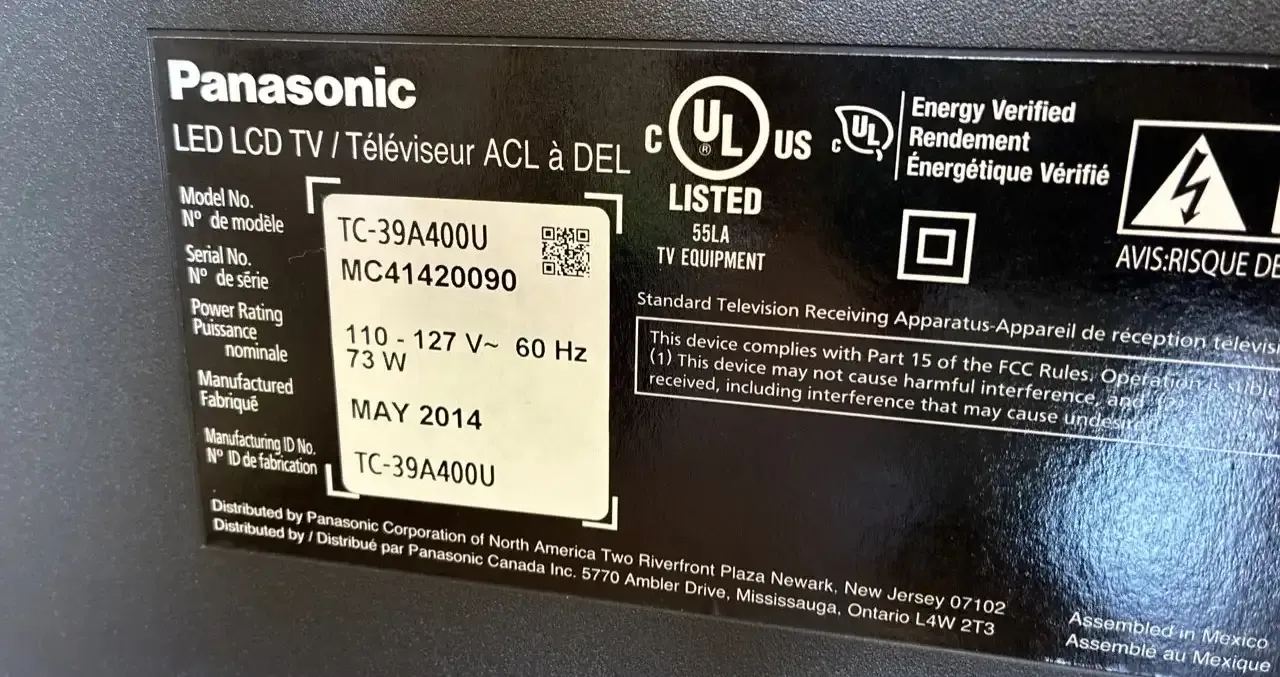 Panasonic
LED LCD TV / Téléviseur ACL à DEL
Model No.
N° de modèle
TC-39A400U
Serial No.
N° de série
MC41420090
Power Rating
Puissance
nominale
110 - 127 V~ 60 Hz
73 W
Manufactured
Fabriqué
MAY 2014
Manufacturing ID No.
N° ID de fabrication
TC-39A400U
C UL ® US
LISTED
55LA
TV EQUIPMENT
c UL
Energy Verified
Rendement
Énergétique Vérifié
AVIS:RISQUE DE
Standard Television Receiving Apparatus-Appareil de réception
This device complies with Part 15 of the FCC Rules. Operation is
(1) This device may not cause harmful interference, and
received, including interference that may cause
Distributed by Panasonic Corporation of North America Two Riverfront Plaza Newark, New Jersey 07102
Distributed by / Distribué par Panasonic Canada Inc. 5770 Ambler Drive, Mississauga, Ontario L4W 2T3
Assembled in Mexico
Assemblé au Mexique